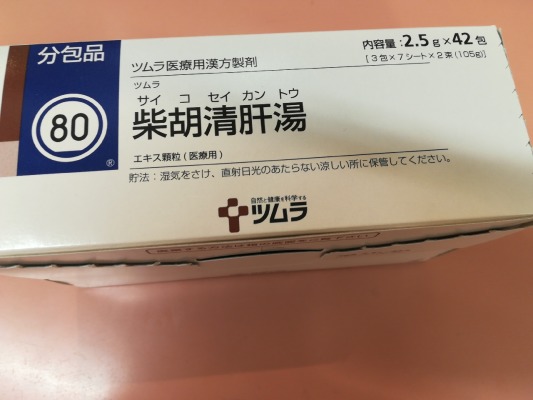 分包品
ツムラ医療用漢方製剤
内容量:2.5g×42包
[3包×7シート×2束(105g)]
ツムラ
サイ コ セイ カン トウ
80
柴胡清肝湯
®
エキス顆粒(医療用)
貯法:湿気をさけ、直射日光のあたらない涼しい所に保管してください。
自然と健康を科学する
ツムラ